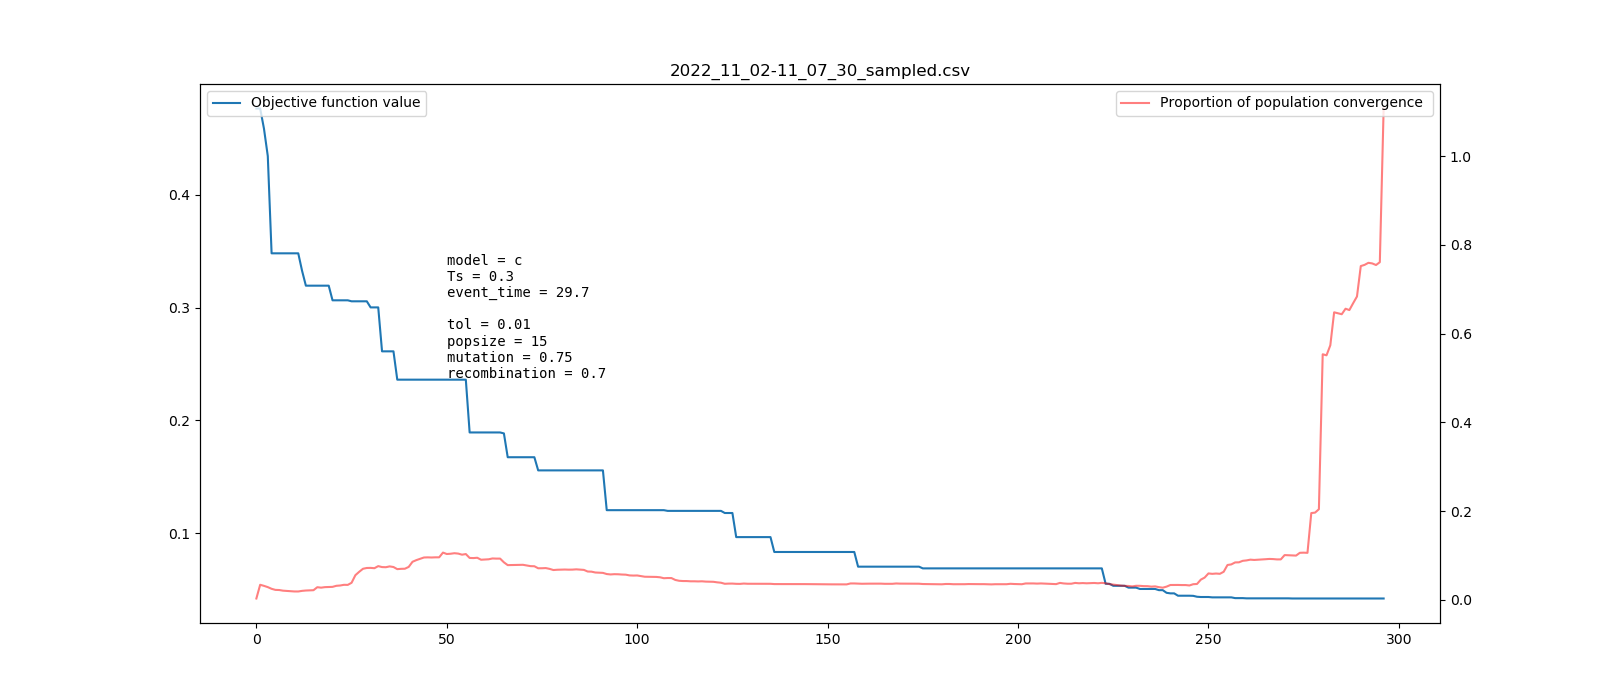 2022_11_02-11_07_30_sampled.csv
Objective function value
Proportion of population convergence
0.4
0.3
0.2
0.1
model = c
Ts = 0.3
event_time = 29.7
tol = 0.01
popsize = 15
mutation = 0.75
recombination = 0.7
1.0
0.8
0.6
0.4
0.2
0.0
0 50 100 150 200 250 300